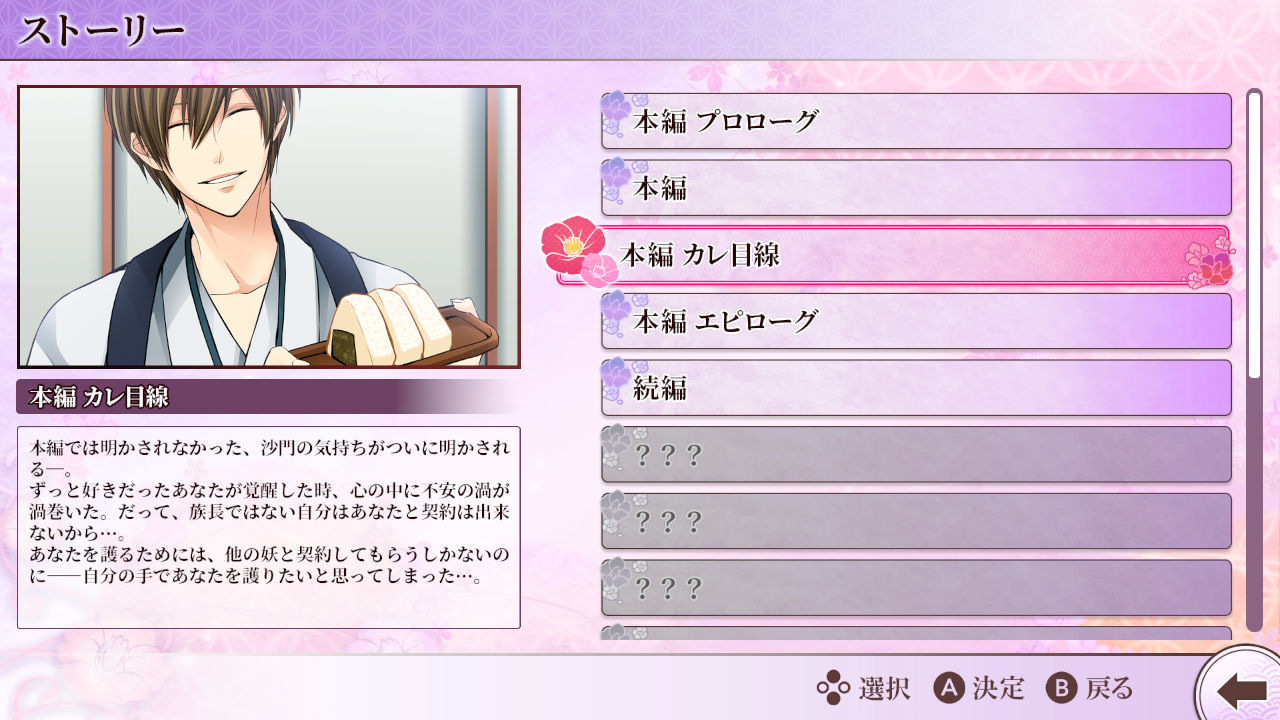 ストーリー
本編 カレ目線
本編では明かされなかった、沙門の気持ちがついに明かされ
る―。
ずっと好きだったあなたが覚醒した時、心の中に不安の渦が
渦巻いた。だって、族長ではない自分はあなたと契約は出来
ないから…。
あなたを護るためには、他の妖と契約してもらうしかないの
に――自分の手であなたを護りたいと思ってしまった…。
本編 プロローグ
本編
本編 カレ目線
本編 エピローグ
続編
？？？
？？？
？？？
選択 A 決定 B 戻る